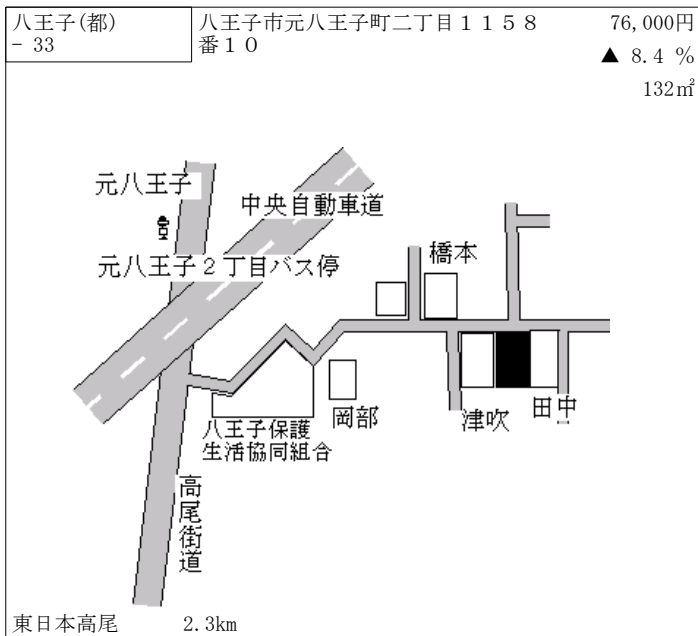 八王子(都)
- 33
八王子市元八王子町二丁目１１５８
番１０
76,000円
▲ 8.4 %
132㎡
元八王子
中央自動車道
元八王子２丁目バス停
橋本
岡部
津吹
田中
八王子保護
生活協同組合
高尾街道
東日本高尾 2.3km